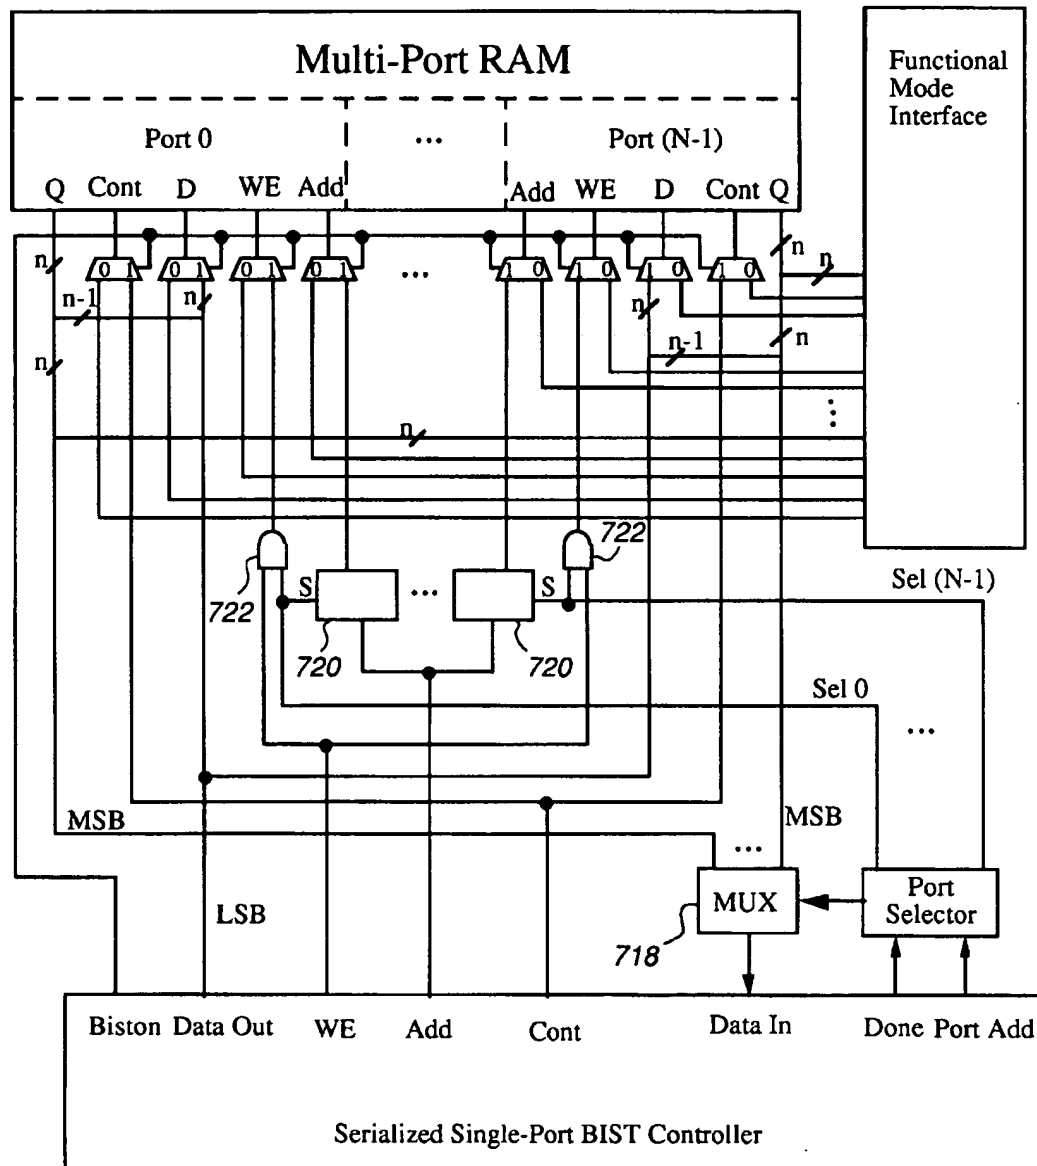 Multi-Port RAM
Functional
Mode
Interface
Port 0 ... Port (N-1)
Q Cont D WE Add Add WE D Cont Q
n n n
0 1 0 1 0 1 0 1 ... 1 0 1 0 1 0 1 0
n-1 n n
n n-1 n
n
722 722
S ... S Sel (N-1)
720 720
Sel 0
...
MSB MSB
...
LSB MUX Port
Selector
718
Biston Data Out WE Add Cont Data In Done Port Add
Serialized Single-Port BIST Controller